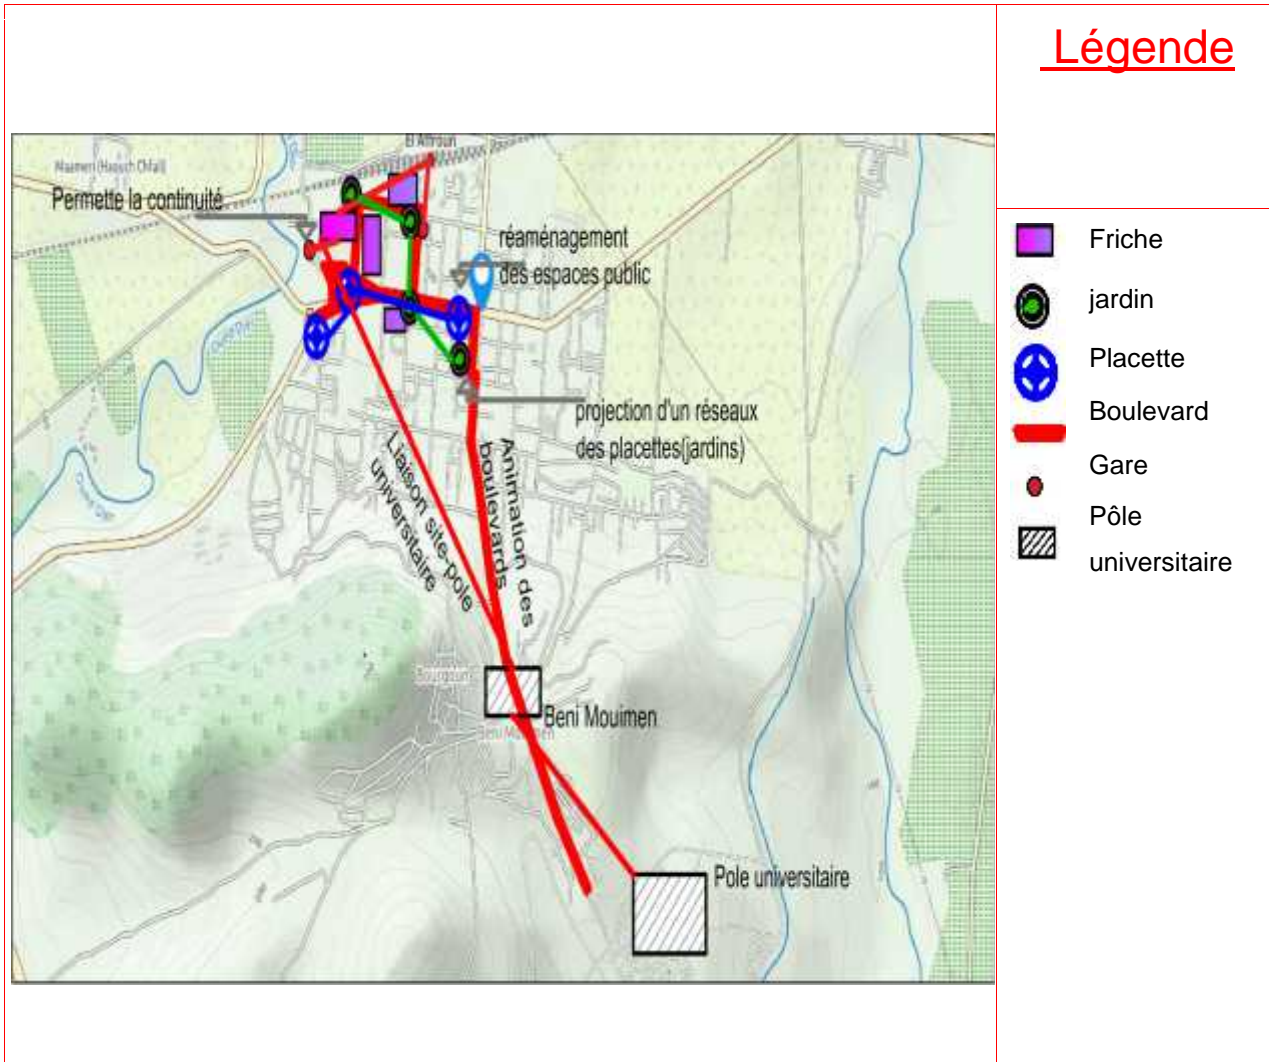 Légende
El Affroun
Permette la continuité
réaménagement
des espaces public
projection d'un réseaux
des placettes(jardins)
Liaison site-pole
universitaire
Animation des
boulevards
Bourgoun
Beni Mouimen
Pole universitaire
Friche
jardin
Placette
Boulevard
Gare
Pôle
universitaire